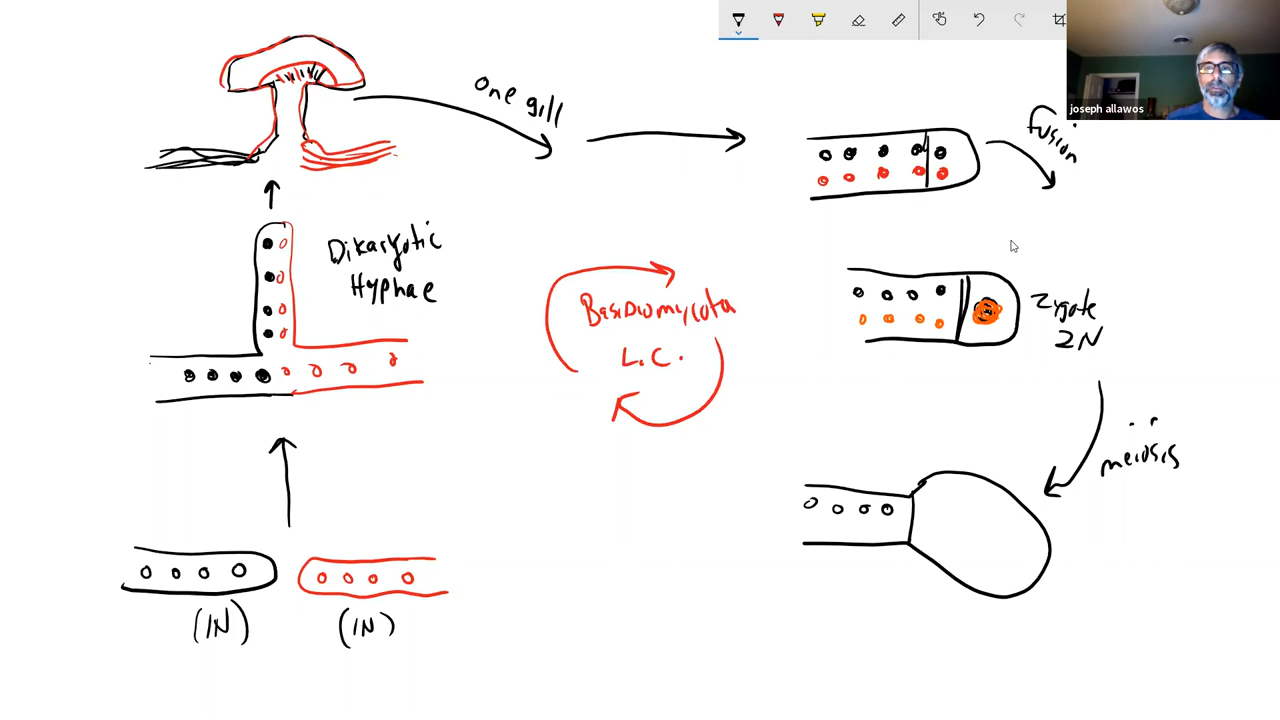 one gill
joseph allawos
fusion
Dikaryotic
Hyphae
Basidiomycota
L.C.
Zygote
2N
meiosis
(1N)
(1N)